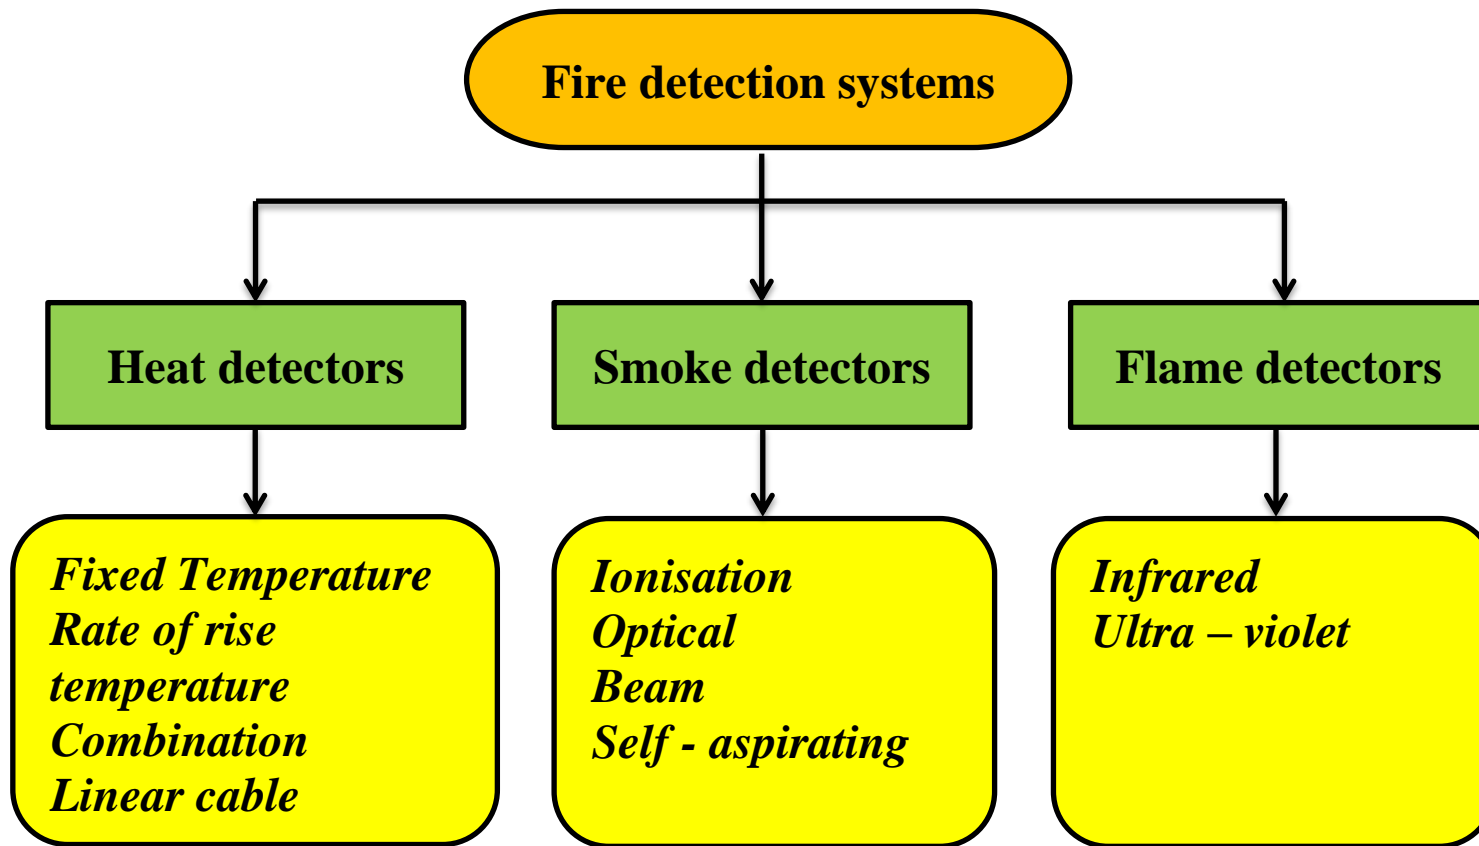 Fire detection systems
Heat detectors
Smoke detectors
Flame detectors
Fixed Temperature
Rate of rise
temperature
Combination
Linear cable
Ionisation
Optical
Beam
Self - aspirating
Infrared
Ultra – violet